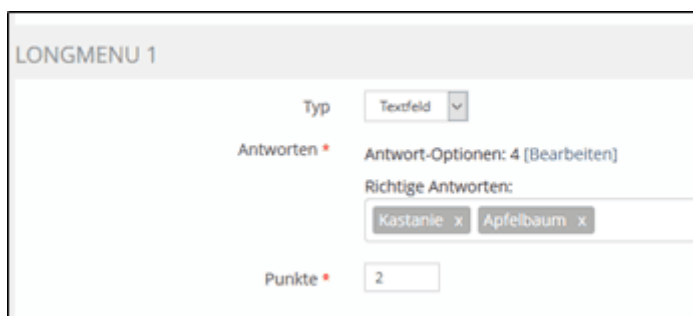 LONGMENU 1
Typ Textfeld
Antworten * Antwort-Optionen: 4 [Bearbeiten]
Richtige Antworten:
Kastanie x Apfelbaum x
Punkte * 2